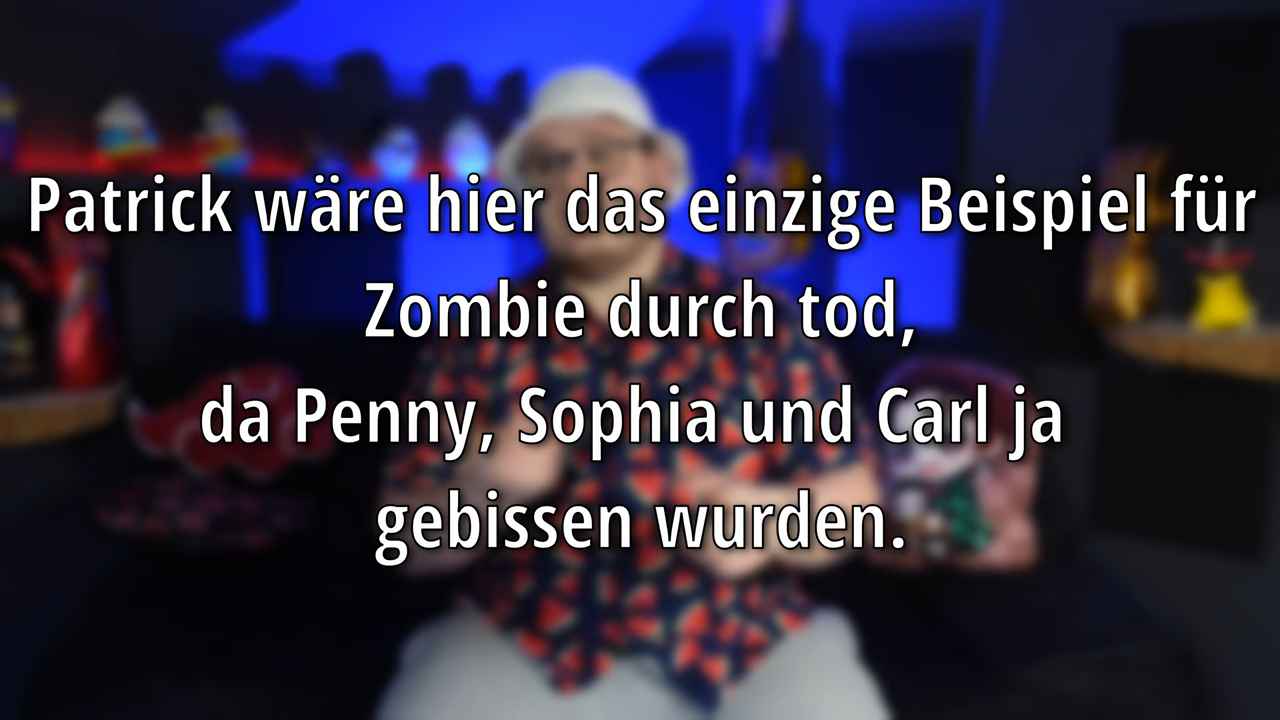 Patrick wäre hier das einzige Beispiel für
Zombie durch tod,
da Penny, Sophia und Carl ja
gebissen wurden.